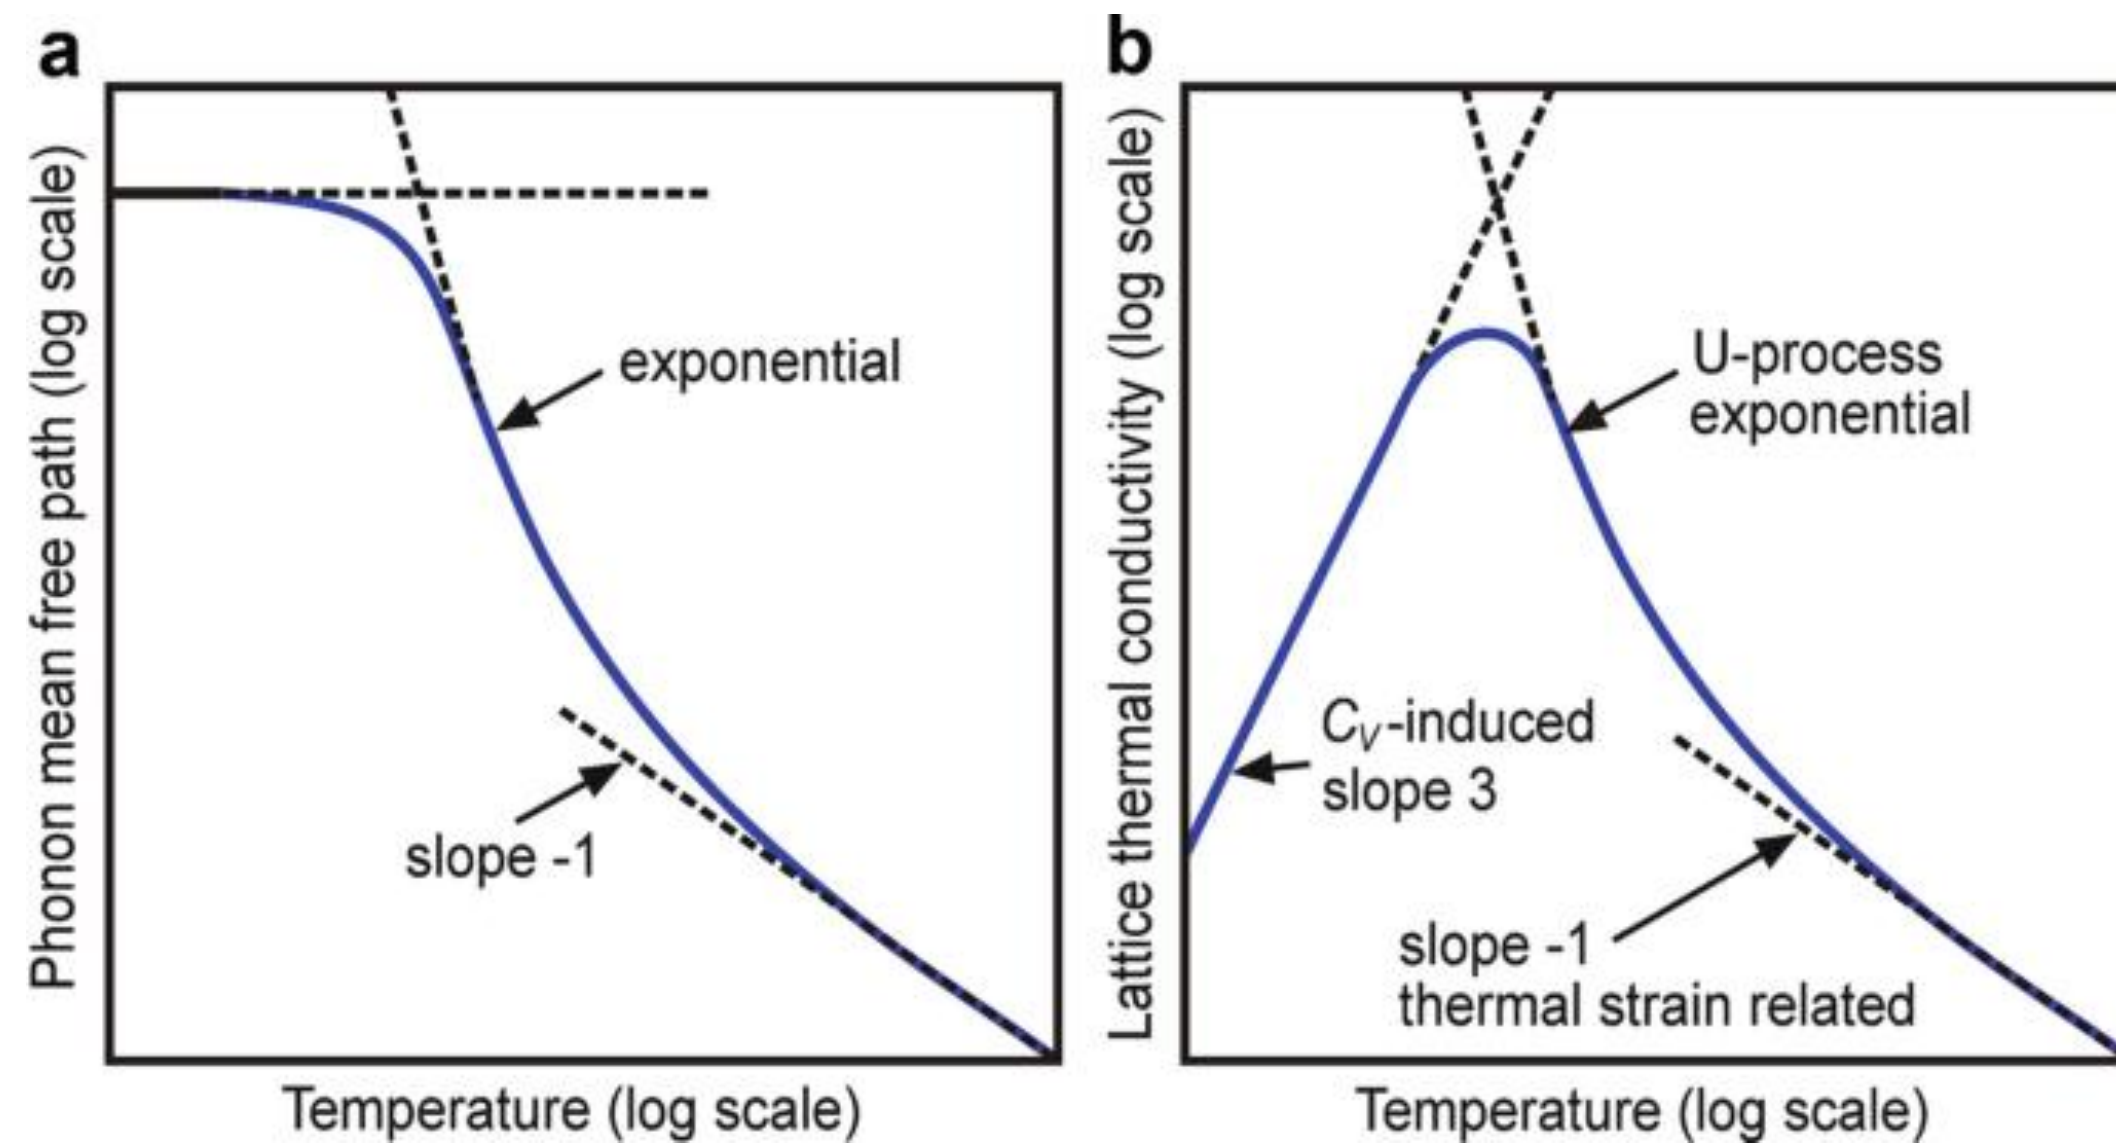 a
Phonon mean free path (log scale)
exponential
slope -1
Temperature (log scale)
b
Lattice thermal conductivity (log scale)
U-process
exponential
CV-induced
slope 3
slope -1
thermal strain related
Temperature (log scale)